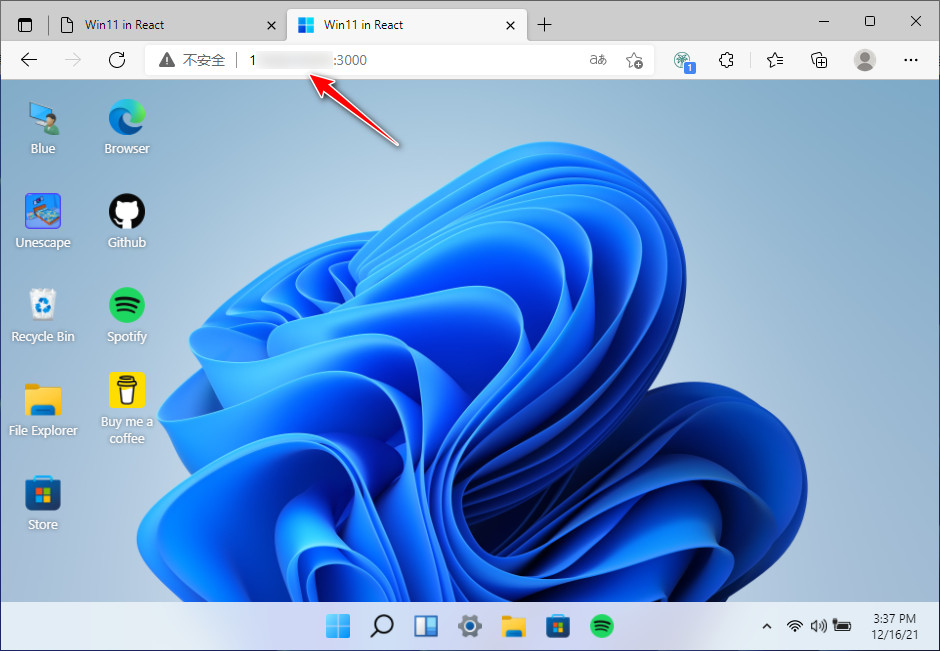 Win11 in React
Win11 in React
不安全
1
:3000
aあ
1
Blue
Browser
Unescape
Github
Recycle Bin
Spotify
File Explorer
Buy me a
coffee
Store
3:37 PM
12/16/21